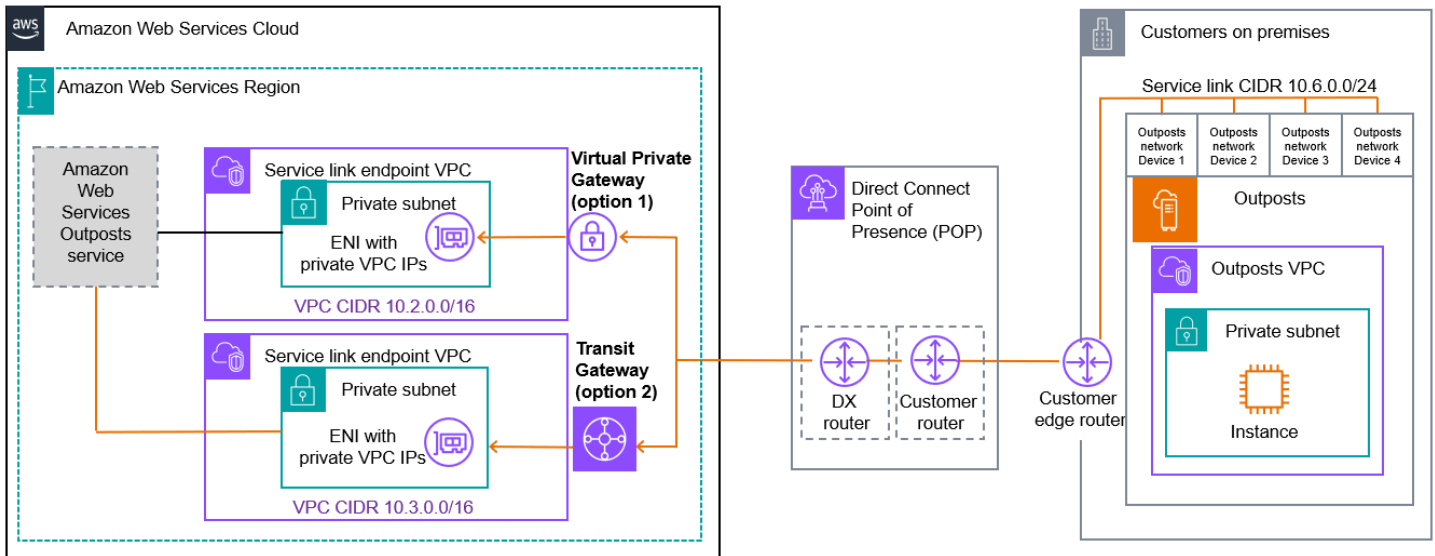 aws
Amazon Web Services Cloud
Amazon Web Services Region
Amazon
Web
Services
Outposts
service
Service link endpoint VPC
Private subnet
ENI with
private VPC IPs
VPC CIDR 10.2.0.0/16
Virtual Private
Gateway
(option 1)
Service link endpoint VPC
Private subnet
ENI with
private VPC IPs
VPC CIDR 10.3.0.0/16
Transit
Gateway
(option 2)
Direct Connect
Point of
Presence (POP)
DX
router
Customer
router
Customer
edge router
Customers on premises
Service link CIDR 10.6.0.0/24
Outposts
network
Device 1
Outposts
network
Device 2
Outposts
network
Device 3
Outposts
network
Device 4
Outposts
Outposts VPC
Private subnet
Instance